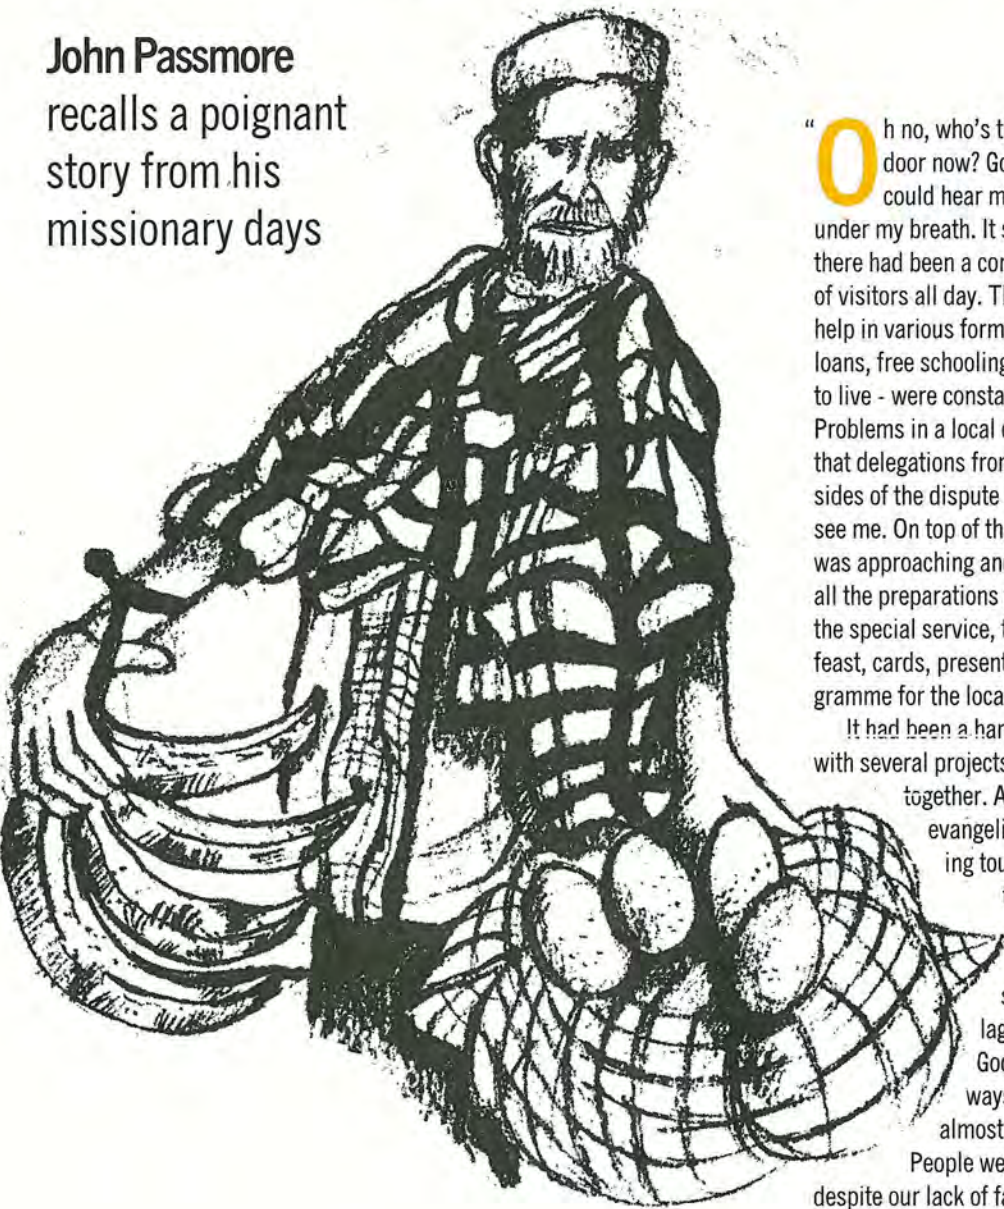 John Passmore
recalls a poignant
story from his
missionary days
"Oh no, who's t
door now? Go
could hear m
under my breath. It s
there had been a con
of visitors all day. Th
help in various form
loans, free schooling
to live - were consta
Problems in a local c
that delegations from
sides of the dispute
see me. On top of th
was approaching and
all the preparations
the special service, f
feast, cards, present
gramme for the loca
It had been a har
with several projects
together. A
evangeli
ing tou
lag
God
ways
almost
People we
despite our lack of fa